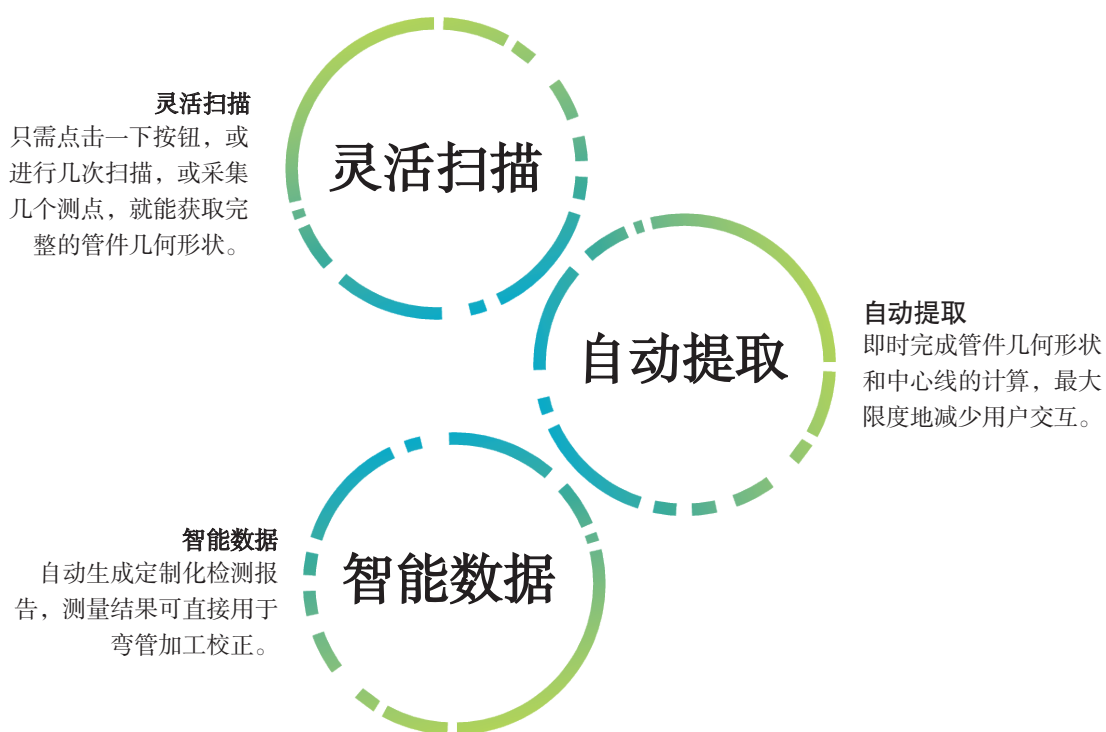 灵活扫描
只需点击一下按钮，或
进行几次扫描，或采集
几个测点，就能获取完
整的管件几何形状。
灵活扫描
自动提取
自动提取
即时完成管件几何形状
和中心线的计算，最大
限度地减少用户交互。
智能数据
自动生成定制化检测报
告，测量结果可直接用于
弯管加工校正。
智能数据